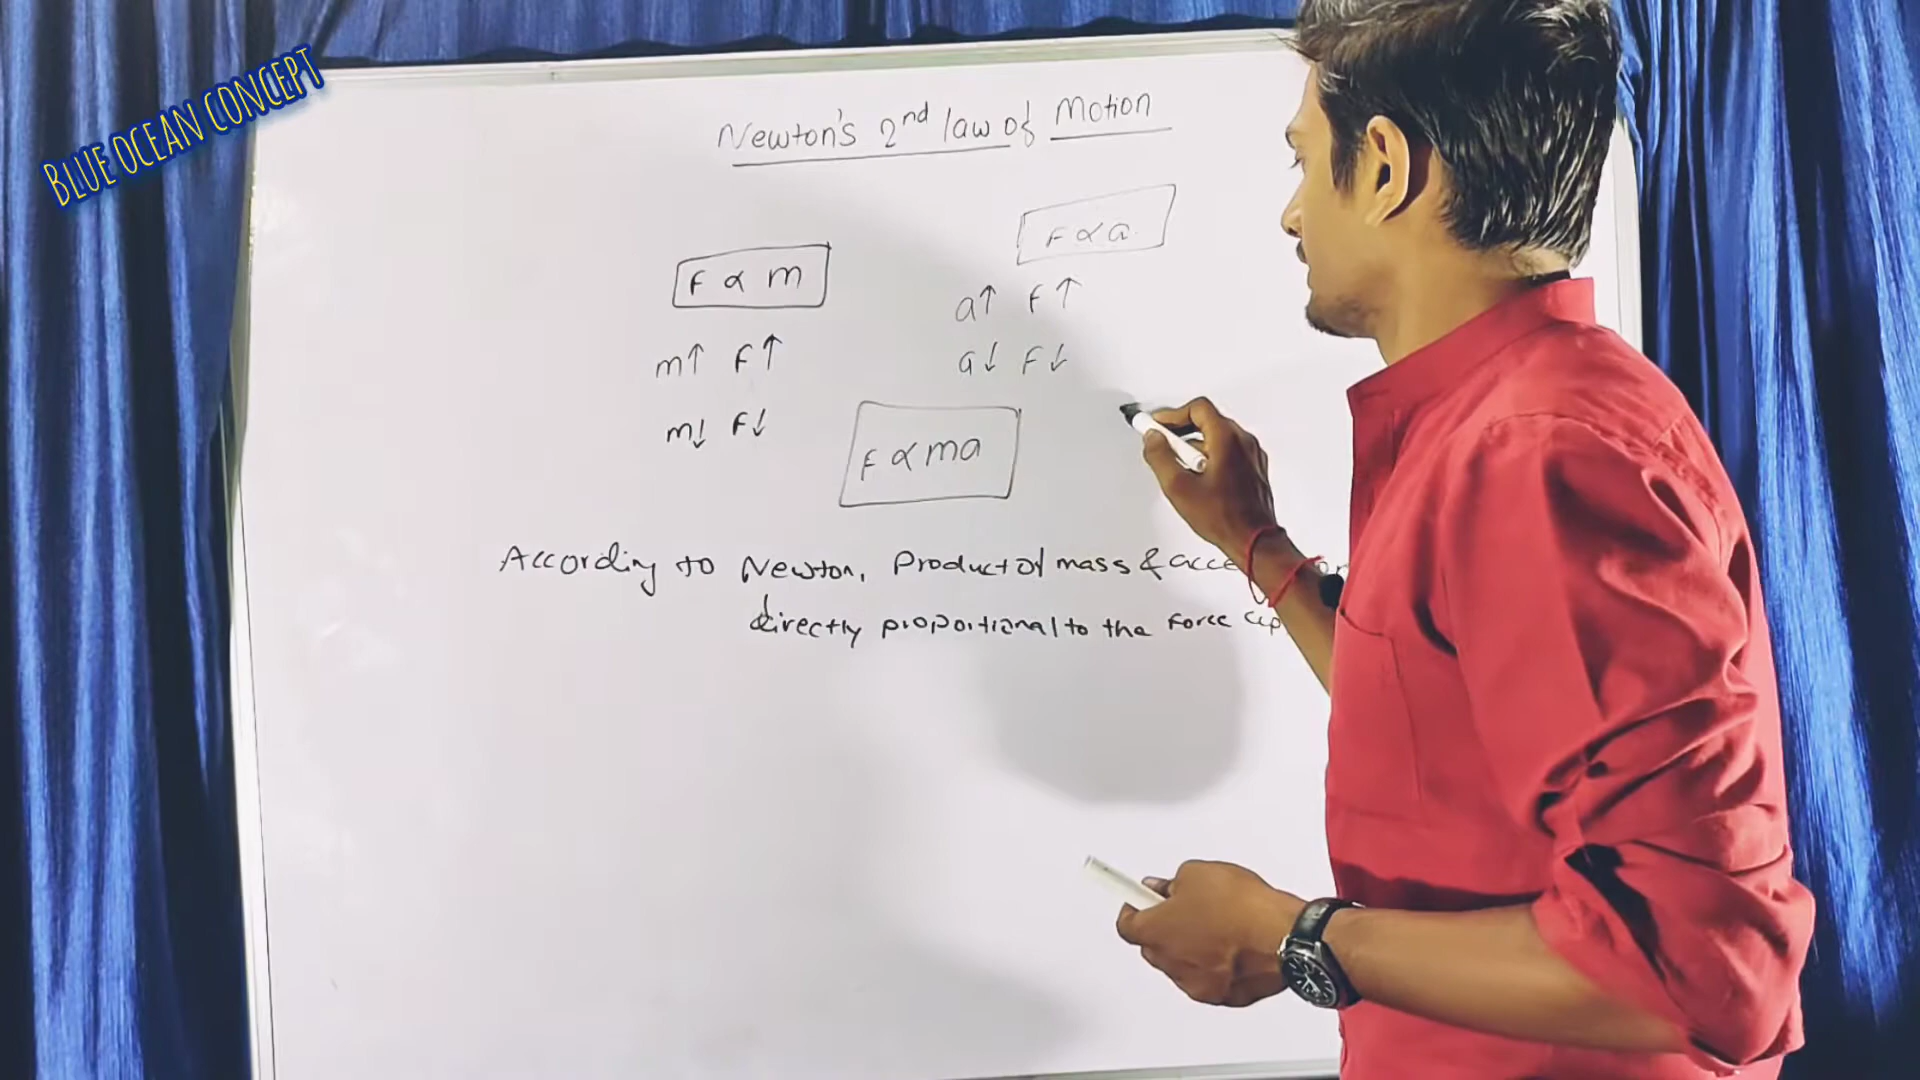 BLUE OCEAN CONCEPT
Newton's 2nd law of Motion
F ∝ m
F ∝ a
m↑ F↑
a↑ F↑
m↓ F↓
a↓ F↓
F ∝ ma
According to Newton, Product of mass &
directly proportional to the Force